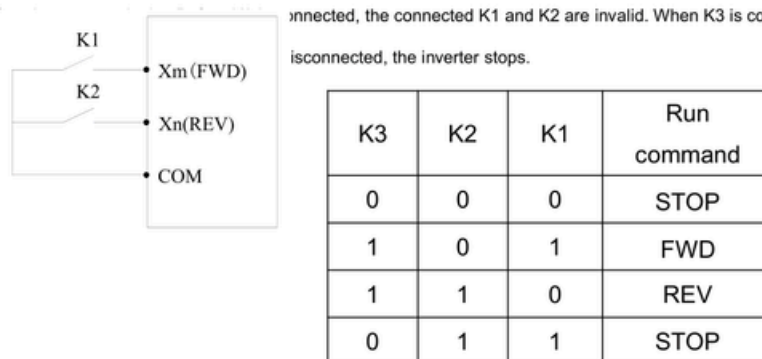 nnected, the connected K1 and K2 are invalid. When K3 is
isconnected, the inverter stops.
K1
Xm (FWD)
K2
Xn(REV)
COM
K3 K2 K1 Run command
0 0 0 STOP
1 0 1 FWD
1 1 0 REV
0 1 1 STOP